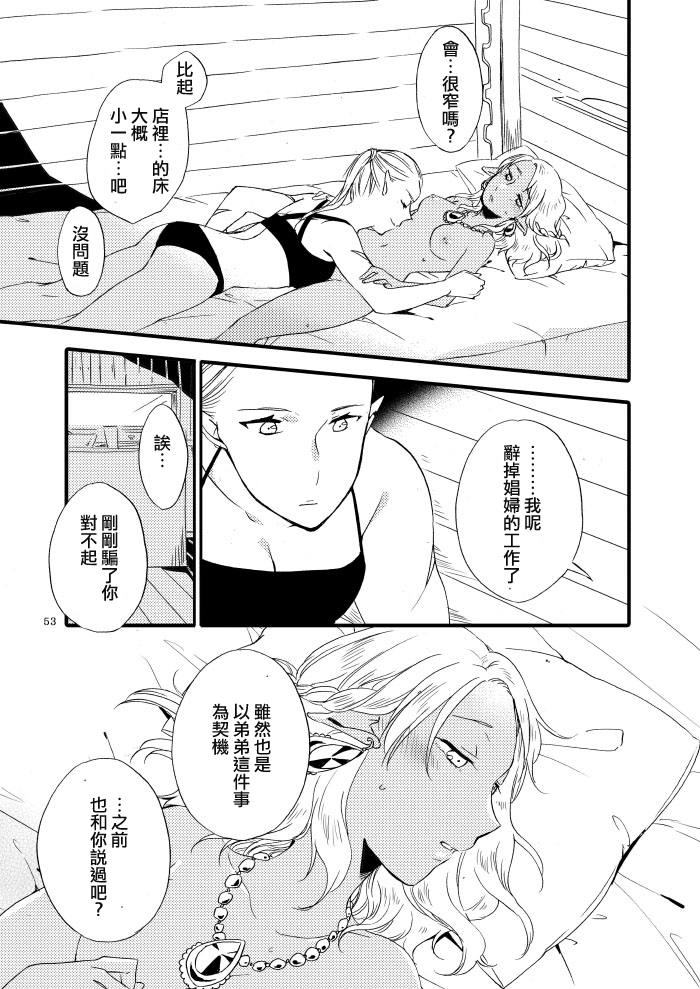 會…很窄嗎？
比起
店裡…的床
大概
小一點…吧
沒問題
………我呢
辭掉娼婦的工作了
誒…
剛剛騙了你
對不起
雖然也是
以弟弟這件事
為契機
…之前
也和你説過吧？
53